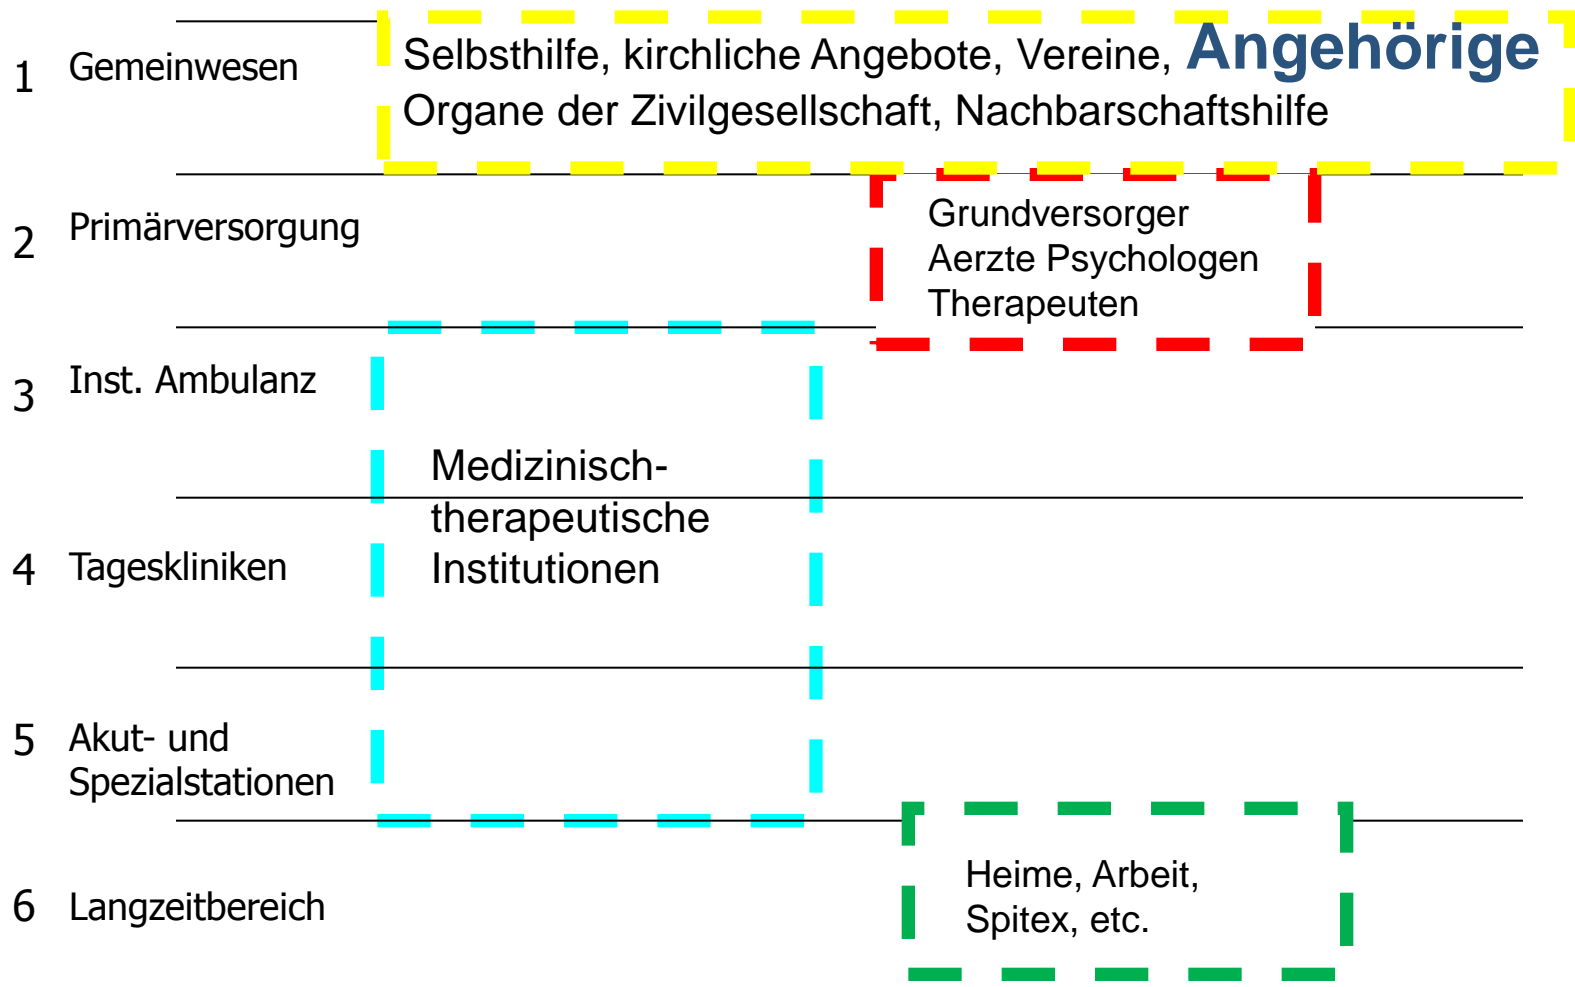 1 Gemeinwesen
Selbsthilfe, kirchliche Angebote, Vereine, Angehörige
Organe der Zivilgesellschaft, Nachbarschaftshilfe
2 Primärversorgung
Grundversorger
Aerzte Psychologen
Therapeuten
3 Inst. Ambulanz
Medizinisch-
therapeutische
Institutionen
4 Tageskliniken
5 Akut- und
Spezialstationen
6 Langzeitbereich
Heime, Arbeit,
Spitex, etc.